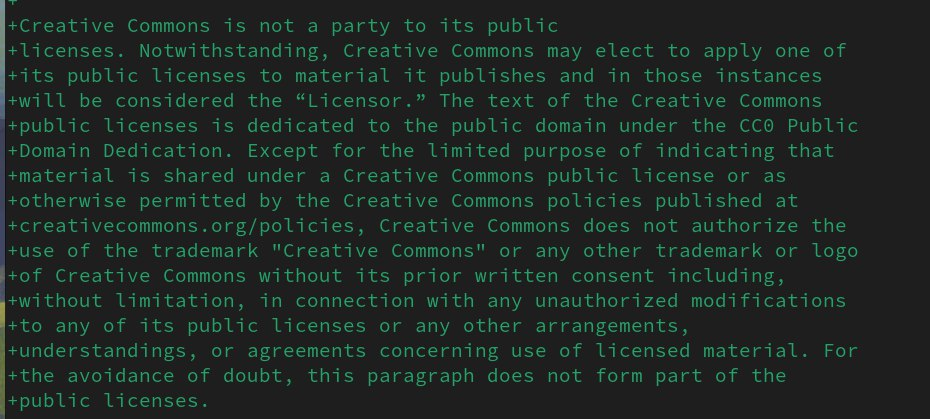 +
+Creative Commons is not a party to its public
+licenses. Notwithstanding, Creative Commons may elect to apply one of
+its public licenses to material it publishes and in those instances
+will be considered the “Licensor.” The text of the Creative Commons
+public licenses is dedicated to the public domain under the CC0 Public
+Domain Dedication. Except for the limited purpose of indicating that
+material is shared under a Creative Commons public license or as
+otherwise permitted by the Creative Commons policies published at
+creativecommons.org/policies, Creative Commons does not authorize the
+use of the trademark "Creative Commons" or any other trademark or logo
+of Creative Commons without its prior written consent including,
+without limitation, in connection with any unauthorized modifications
+to any of its public licenses or any other arrangements,
+understandings, or agreements concerning use of licensed material. For
+the avoidance of doubt, this paragraph does not form part of the
+public licenses.